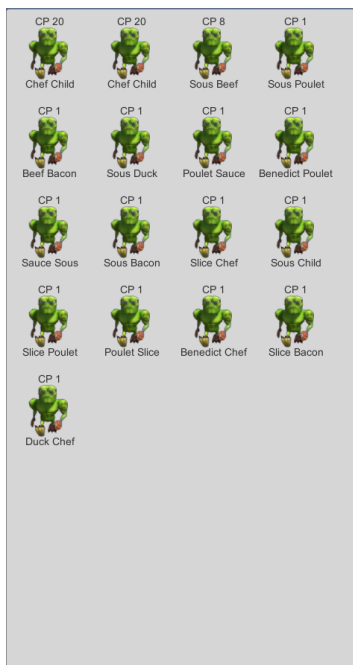 CP 20 CP 20 CP 8 CP 1
Chef Child Chef Child Sous Beef Sous Poulet
CP 1 CP 1 CP 1 CP 1
Beef Bacon Sous Duck Poulet Sauce Benedict Poulet
CP 1 CP 1 CP 1 CP 1
Sauce Sous Sous Bacon Slice Chef Sous Child
CP 1 CP 1 CP 1 CP 1
Slice Poulet Poulet Slice Benedict Chef Slice Bacon
CP 1
Duck Chef